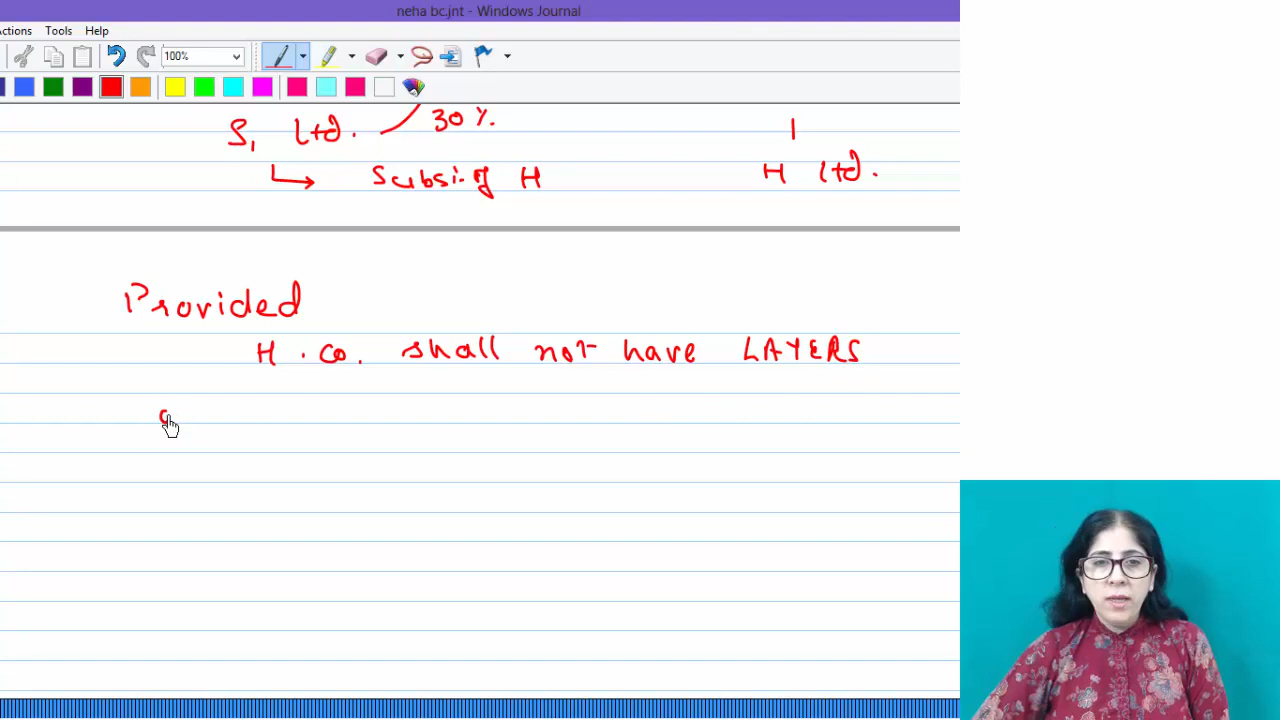 neha bc.jnt - Windows Journal
Actions Tools Help
100%
S1 Ltd. 30%.
Subsi. of H
H Ltd.
Provided
H. Co. shall not have LAYERS